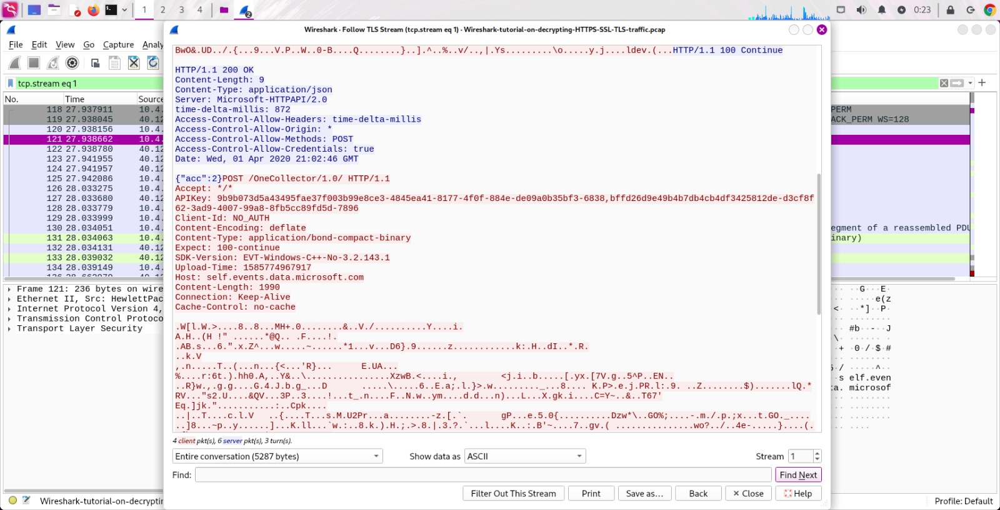 1 2 3 4 2 0:23
Wireshark · Follow TLS Stream (tcp.stream eq 1) · Wireshark-tutorial-on-decrypting-HTTPS-SSL-TLS-traffic.pcap
File Edit View Go Capture Analy
tcp.stream eq 1
No. Time Source
118 27.937911 10.4. PERM
119 27.938045 40.12 ACK_PERM WS=128
120 27.938156 10.4.
121 27.938662 10.4.
122 27.938780 40.12
123 27.941955 40.12
124 27.941957 40.12
125 27.942086 10.4.
126 28.033275 10.4.
127 28.033680 40.12
128 28.033779 10.4.
129 28.033999 10.4.
130 28.034051 10.4. egment of a reassembled PDU
131 28.034063 10.4. inary)
132 28.034131 40.12
133 28.039032 40.12
134 28.039149 10.4.
Frame 121: 236 bytes on wire
Ethernet II, Src: HewlettPac
Internet Protocol Version 4,
Transmission Control Protoco
Transport Layer Security
BwO&.UD../.{...9...V.P..W..0-B....Q........}..].^..%..v/..,|.Ys.........\o.....y.j....ldev.(...HTTP/1.1 100 Continue
HTTP/1.1 200 OK
Content-Length: 9
Content-Type: application/json
Server: Microsoft-HTTPAPI/2.0
time-delta-millis: 872
Access-Control-Allow-Headers: time-delta-millis
Access-Control-Allow-Origin: *
Access-Control-Allow-Methods: POST
Access-Control-Allow-Credentials: true
Date: Wed, 01 Apr 2020 21:02:46 GMT
{"acc":2}POST /OneCollector/1.0/ HTTP/1.1
Accept: */*
APIKey: 9b9b073d5a43495fae37f003b99e8ce3-4845ea41-8177-4f0f-884e-de09a0b35bf3-6838,bffd26d9e49b4b7db4cb4df3425812de-d3cf8f
62-3ad9-4007-99a8-8fb5cc89fd5d-7896
Client-Id: NO_AUTH
Content-Encoding: deflate
Content-Type: application/bond-compact-binary
Expect: 100-continue
SDK-Version: EVT-Windows-C++-No-3.2.143.1
Upload-Time: 1585774967917
Host: self.events.data.microsoft.com
Content-Length: 1990
Connection: Keep-Alive
Cache-Control: no-cache
.W[l.W.>....8..8...MH+.0........&..V./..........Y....i.
A.H..(H !" ......*@Q.. .F....!.
.AB.s...6.".x.Z^...w.....~......*1...v...D6}.9......z............k:.H..dI..*.R.
..k.V
,.n.....T..(...n...{<...'R}... E.UA...
%....r:6t.).hh0.A,..Y&..\................XzwB.<....i., <j.i..b.....[.yx.[7V.g..5^P..EN..
..R}w.,.g.g....G.4.J.b.g_...D .....\.....6..E.a;.l.}>.w........._...8.... K.P>.e.j.PR.l:.9. ..Z........$).......lQ.*
RV..."s2.U....&QV...3P..3....!...t_.n....F..N.w..ym....d.d...n)...L...X.gk.i....C=Y~..&..T67'
Eq.]jk."...........:..Cpk....
..|..T....c.l.V ..{....T...s.M.U2Pr...a........-z.[.`. gP...e.5.0{..........Dzw*\..GO%;....-.m./.p.;x...t.GO._....
..]8...~p..y......]...K.ll...`w.:..8.k.).H.;.>.8.|.3.?.`...l....K..:.B'~....7..gv.( ...............wo?../..4e-.....}....(.
G E
e(z
< *] P
#b - J
\
+ 0 / $ #
5 / ^
s elf.even
ta. microsof
4 client pkt(s), 6 server pkt(s), 3 turn(s).
Entire conversation (5287 bytes) Show data as ASCII Stream 1
Find: Find Next
Filter Out This Stream Print Save as… Back Close Help
Wireshark-tutorial-on-decryptin Profile: Default